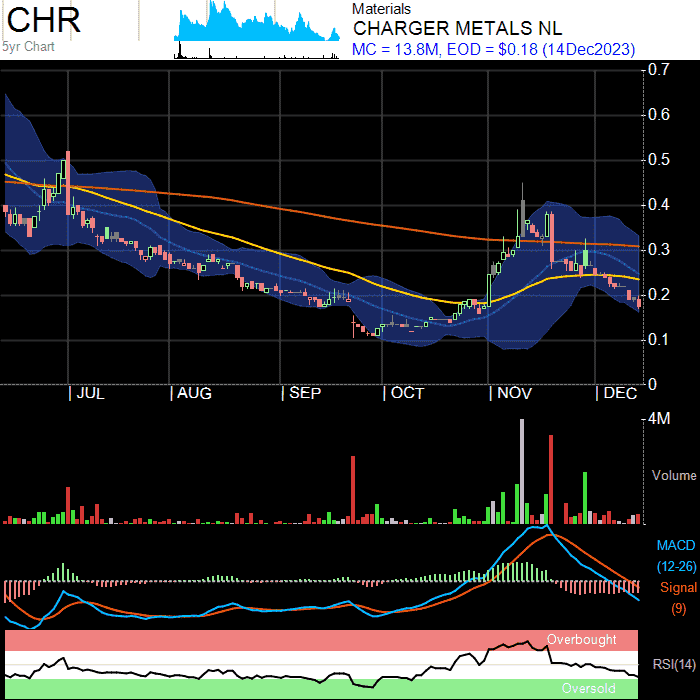 CHR
5yr Chart
Materials
CHARGER METALS NL
MC = 13.8M, EOD = $0.18 (14Dec2023)
0.7
0.6
0.5
0.4
0.3
0.2
0.1
0
JUL AUG SEP OCT NOV DEC
4M
Volume
MACD
(12-26)
Signal
(9)
Overbought
RSI(14)
Oversold